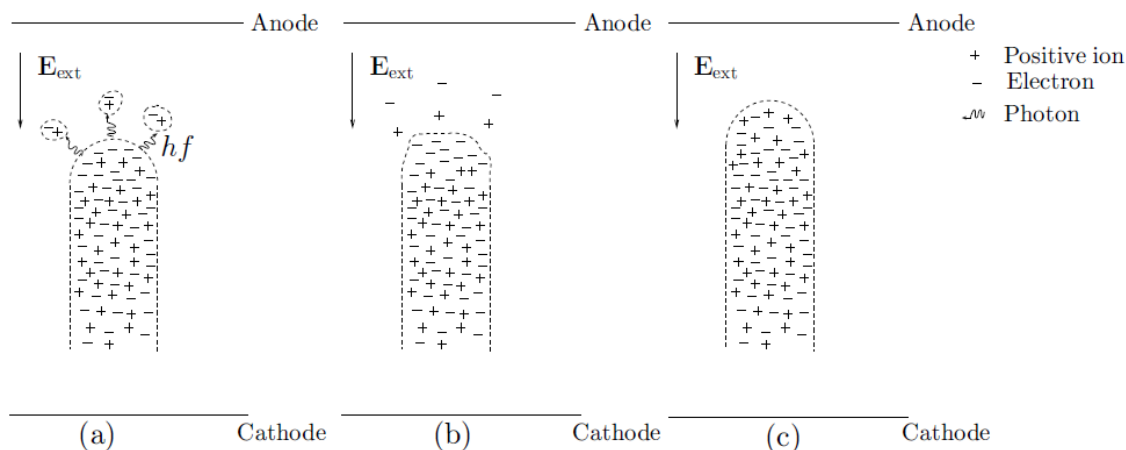 Anode
Anode
Anode
E_ext
E_ext
E_ext
+ Positive ion
− Electron
Photon
hf
Cathode
Cathode
Cathode
(a)
(b)
(c)